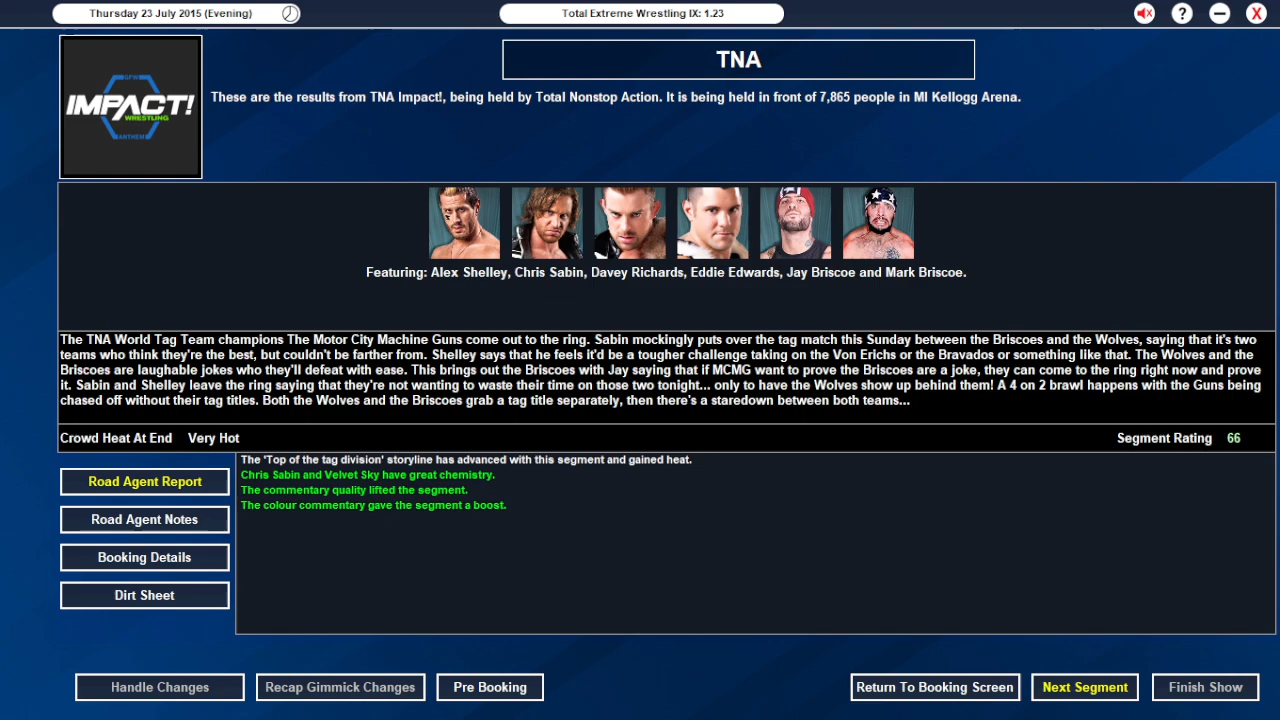 Thursday 23 July 2015 (Evening)
Total Extreme Wrestling IX: 1.23
?
X
TNA
GFW
IMPACT!
WRESTLING
ANTHEM
These are the results from TNA Impact!, being held by Total Nonstop Action. It is being held in front of 7,865 people in MI Kellogg Arena.
Featuring: Alex Shelley, Chris Sabin, Davey Richards, Eddie Edwards, Jay Briscoe and Mark Briscoe.
The TNA World Tag Team champions The Motor City Machine Guns come out to the ring. Sabin mockingly puts over the tag match this Sunday between the Briscoes and the Wolves, saying that it's two
teams who think they're the best, but couldn't be farther from. Shelley says that he feels it'd be a tougher challenge taking on the Von Erichs or the Bravados or something like that. The Wolves and the
Briscoes are laughable jokes who they'll defeat with ease. This brings out the Briscoes with Jay saying that if MCMG want to prove the Briscoes are a joke, they can come to the ring right now and prove
it. Sabin and Shelley leave the ring saying that they're not wanting to waste their time on those two tonight... only to have the Wolves show up behind them! A 4 on 2 brawl happens with the Guns being
chased off without their tag titles. Both the Wolves and the Briscoes grab a tag title separately, then there's a staredown between both teams...
Crowd Heat At End Very Hot
Segment Rating 66
The 'Top of the tag division' storyline has advanced with this segment and gained heat.
Chris Sabin and Velvet Sky have great chemistry.
The commentary quality lifted the segment.
The colour commentary gave the segment a boost.
Road Agent Report
Road Agent Notes
Booking Details
Dirt Sheet
Handle Changes
Recap Gimmick Changes
Pre Booking
Return To Booking Screen
Next Segment
Finish Show